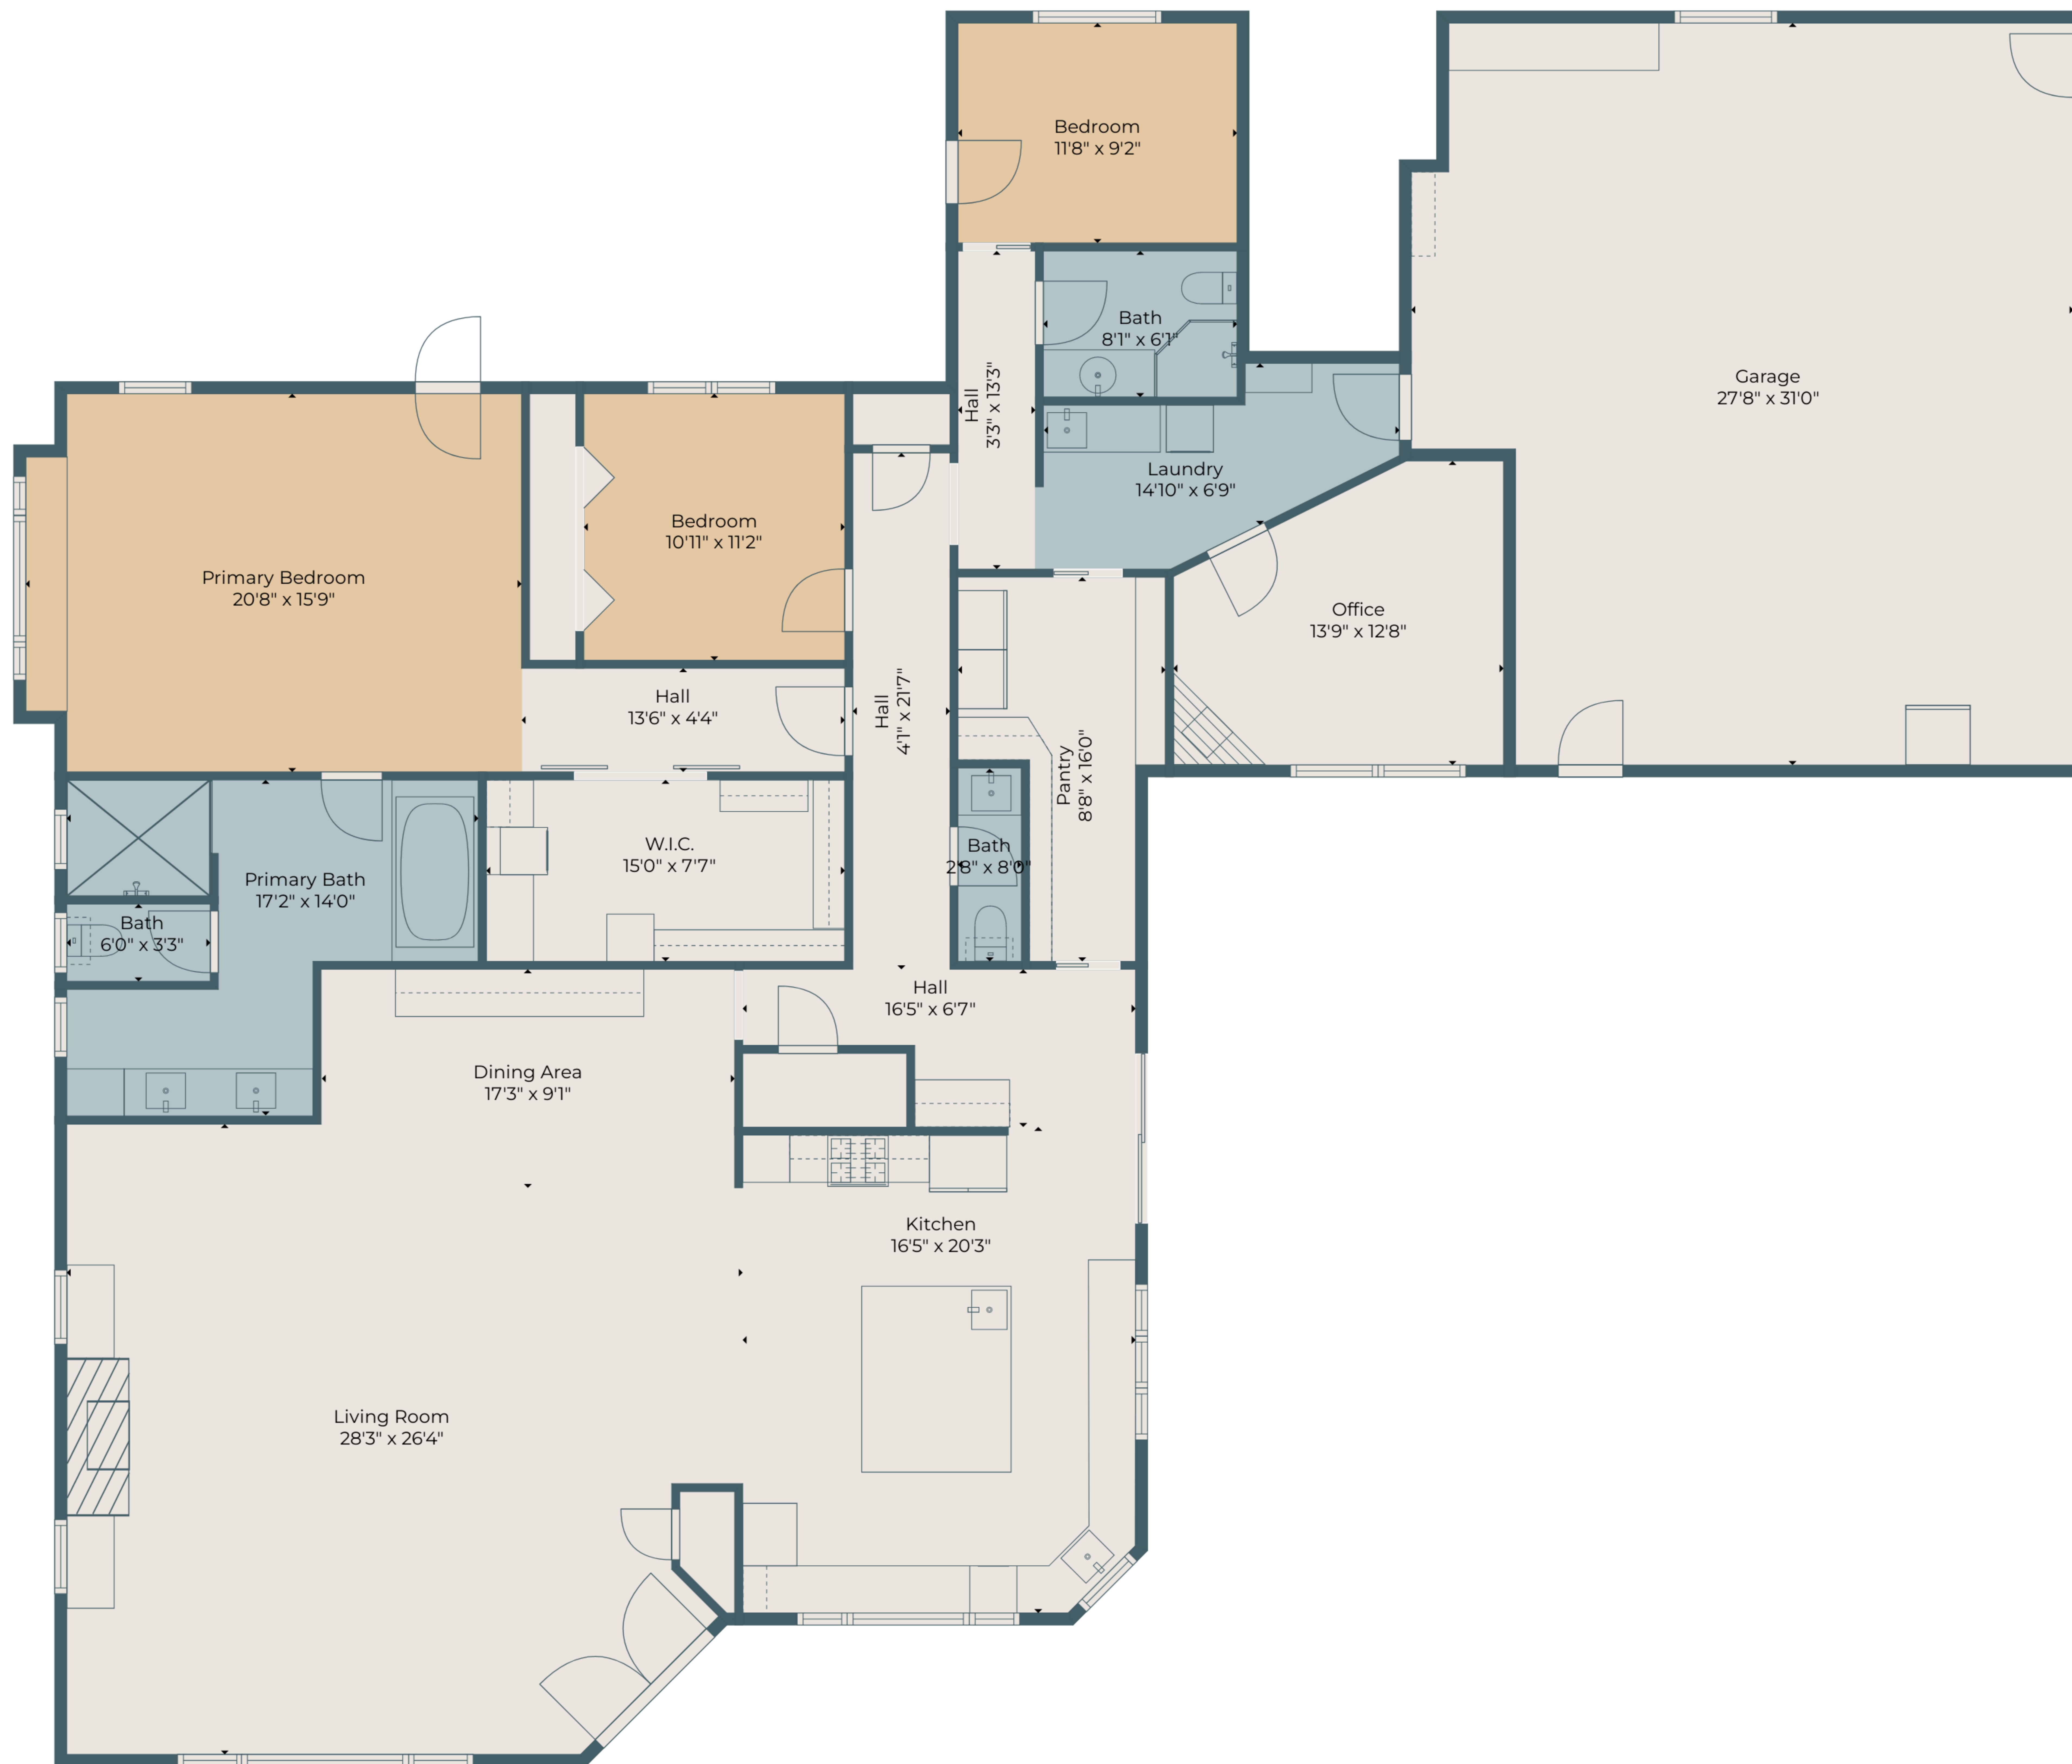 Bedroom
11'8" x 9'2"
Bath
8'1" x 6'1"
Hall
3'3" x 13'3"
Garage
27'8" x 31'0"
Laundry
14'10" x 6'9"
Bedroom
10'11" x 11'2"
Primary Bedroom
20'8" x 15'9"
Office
13'9" x 12'8"
Hall
13'6" x 4'4"
Hall
4'1" x 21'7"
Pantry
8'8" x 16'0"
W.I.C.
15'0" x 7'7"
Bath
2'8" x 8'0"
Primary Bath
17'2" x 14'0"
Bath
6'0" x 3'3"
Hall
16'5" x 6'7"
Dining Area
17'3" x 9'1"
Kitchen
16'5" x 20'3"
Living Room
28'3" x 26'4"